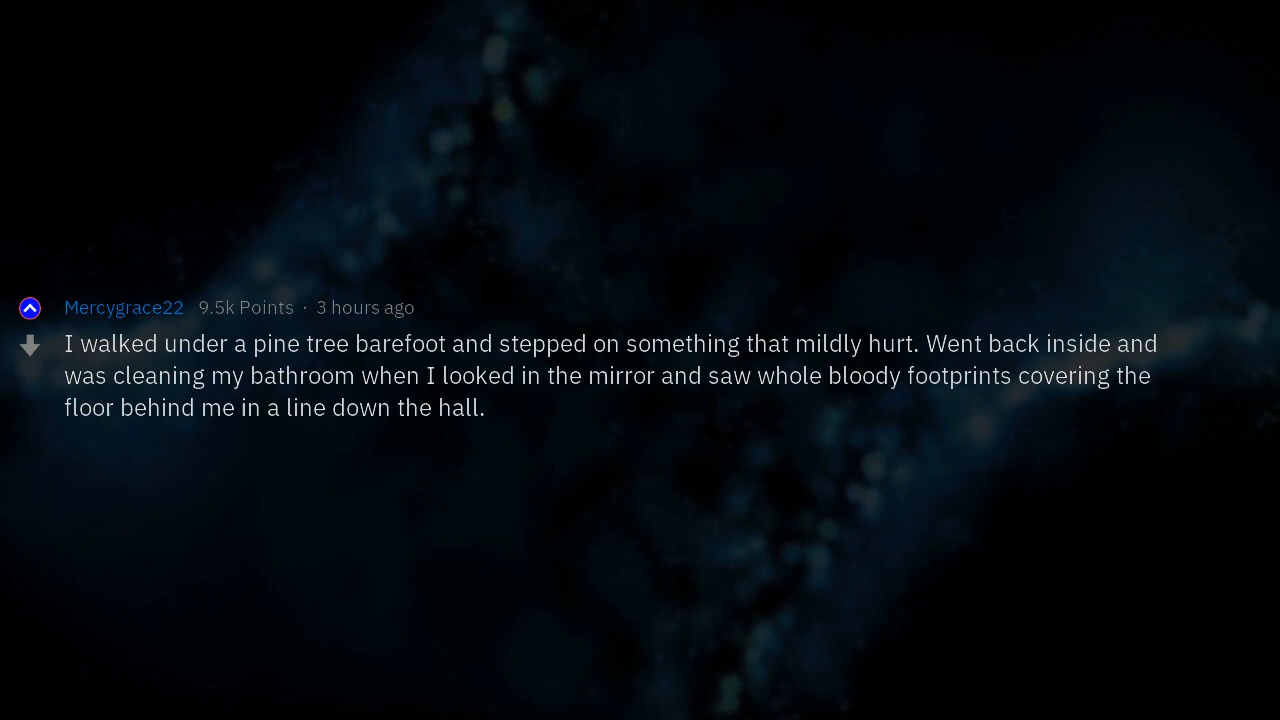 Mercygrace22 9.5k Points · 3 hours ago
I walked under a pine tree barefoot and stepped on something that mildly hurt. Went back inside and
was cleaning my bathroom when I looked in the mirror and saw whole bloody footprints covering the
floor behind me in a line down the hall.